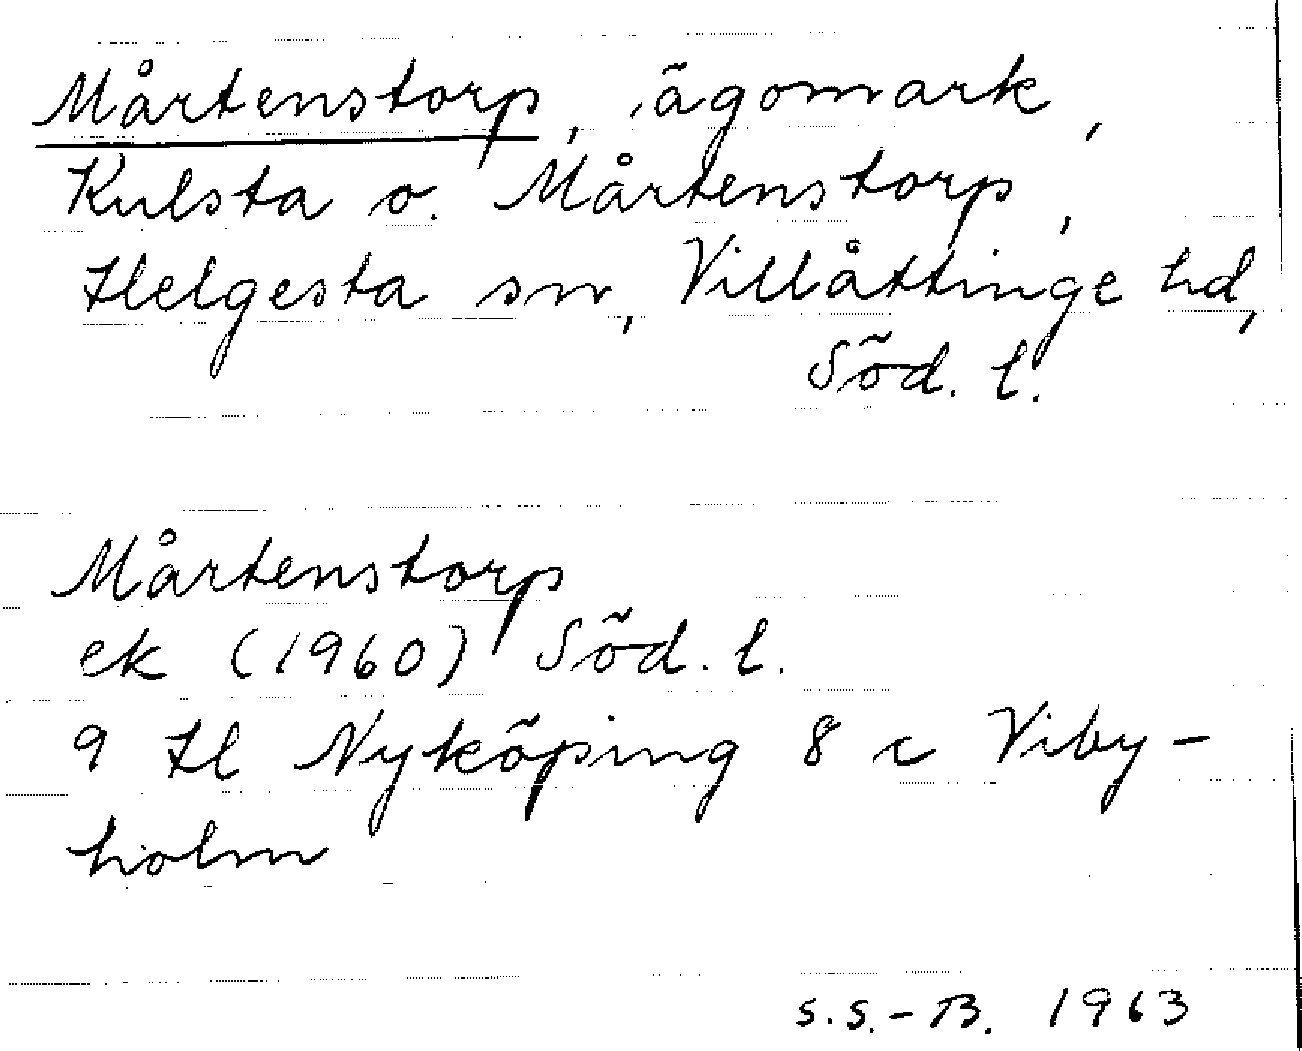 Mårtenstorp, ägomark,
Kulsta o. Mårtenstorp,
Helgesta sn, Villåttinge hd,
Söd. l.
Mårtenstorp
ek (1960) Söd. l.
9 H Nyköping 8 c Viby-
holm
S.S.-B. 1963